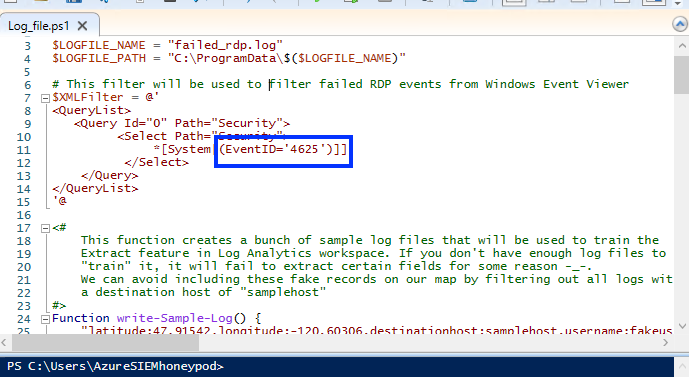 Log_file.ps1 X
3 $LOGFILE_NAME = "failed_rdp.log"
4 $LOGFILE_PATH = "C:\ProgramData\$($LOGFILE_NAME)"
5
6 # This filter will be used to filter failed RDP events from Windows Event Viewer
7 $XMLFilter = @'
8 <QueryList>
9 <Query Id="0" Path="Security">
10 <Select Path="Security">
11 *[System[(EventID='4625')]]
12 </Select>
13 </Query>
14 </QueryList>
15 '@
16
17 <#
18 This function creates a bunch of sample log files that will be used to train the
19 Extract feature in Log Analytics workspace. If you don't have enough log files to
20 "train" it, it will fail to extract certain fields for some reason -_-.
21 We can avoid including these fake records on our map by filtering out all logs wit
22 a destination host of "samplehost"
23 #>
24 Function write-Sample-Log() {
25 "latitude:47.91542,longitude:-120.60306,destinationhost:samplehost,username:fakeus
PS C:\Users\AzureSIEMhoneypod>